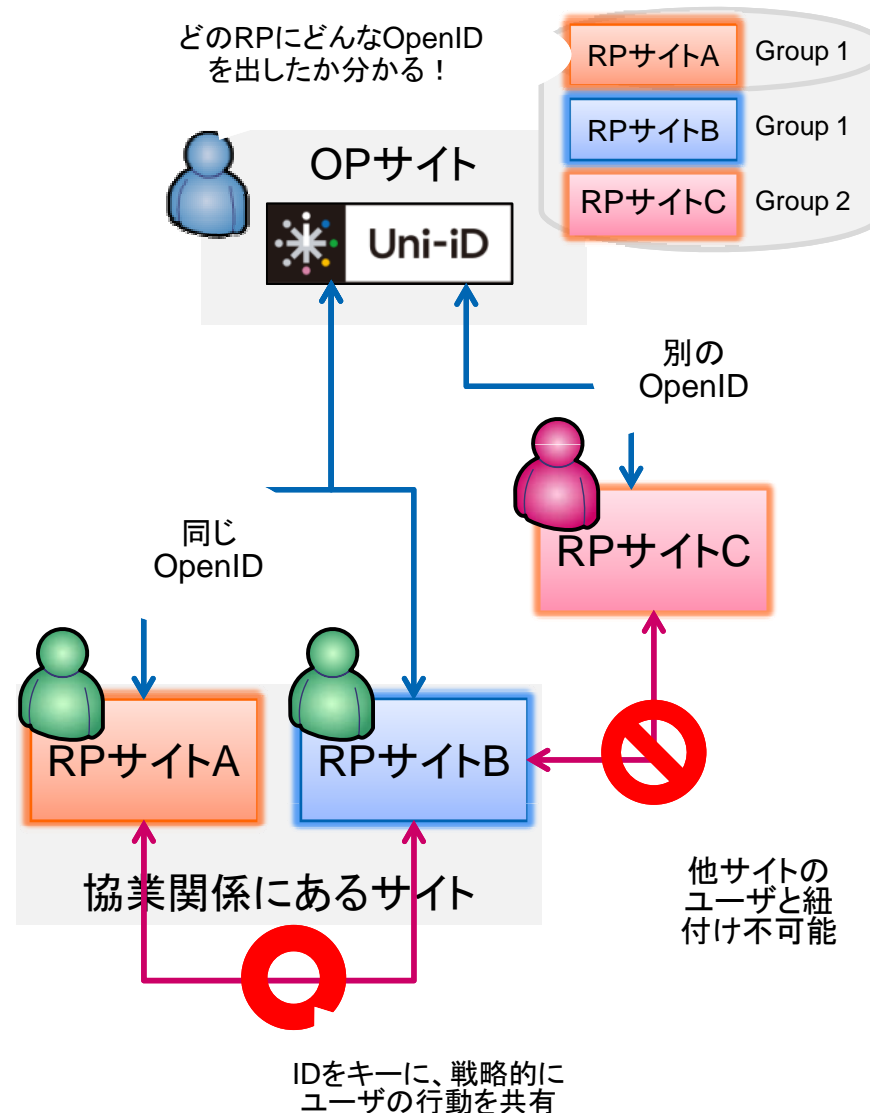 どのRPにどんなOpenID
を出したか分かる！
RPサイトA Group 1
RPサイトB Group 1
RPサイトC Group 2
OPサイト
Uni-iD
別の
OpenID
同じ
OpenID
RPサイトC
RPサイトA
RPサイトB
協業関係にあるサイト
他サイトの
ユーザと紐
付け不可能
IDをキーに、戦略的に
ユーザの行動を共有